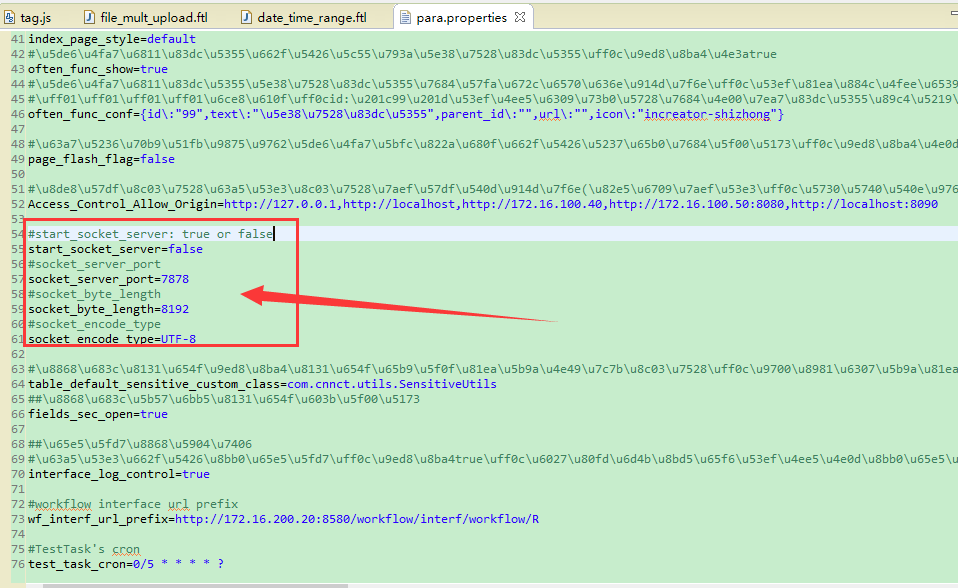 tag.js file_mult_upload.ftl date_time_range.ftl para.properties
41 index_page_style=default
42 #\u5de6\u4fa7\u6811\u83dc\u5355\u662f\u5426\u5c55\u793a\u5e38\u7528\u83dc\u5355\uff0c\u9ed8\u8ba4\u4e3atrue
43 often_func_show=true
44 #\u5de6\u4fa7\u6811\u83dc\u5355\u5e38\u7528\u83dc\u5355\u7684\u57fa\u672c\u6570\u636e\u914d\u7f6e\uff0c\u53ef\u81ea\u884c\u4fee\u6539
45 #\uff01\uff01\uff01\uff01\u6ce8\u610f\uff0cid:\u201c99\u201d\u53ef\u4ee5\u6309\u73b0\u5728\u7684\u4e00\u7ea7\u83dc\u5355\u89c4\u5219\
46 often_func_conf={id\:"99",text\:"\u5e38\u7528\u83dc\u5355",parent_id\:"",url\:"",icon\:"increator-shizhong"}
47
48 #\u63a7\u5236\u70b9\u51fb\u9875\u9762\u5de6\u4fa7\u5bfc\u822a\u680f\u662f\u5426\u5237\u65b0\u7684\u5f00\u5173\uff0c\u9ed8\u8ba4\u4e0d
49 page_flash_flag=false
50
51 #\u8de8\u57df\u8c03\u7528\u63a5\u53e3\u8c03\u7528\u7aef\u57df\u540d\u914d\u7f6e(\u82e5\u6709\u7aef\u53e3\uff0c\u5730\u5740\u540e\u976
52 Access_Control_Allow_Origin=http://127.0.0.1,http://localhost,http://172.16.100.40,http://172.16.100.50:8080,http://localhost:8090
53
54 #start_socket_server: true or false
55 start_socket_server=false
56 #socket_server_port
57 socket_server_port=7878
58 #socket_byte_length
59 socket_byte_length=8192
60 #socket_encode_type
61 socket_encode_type=UTF-8
62
63 #\u8868\u683c\u8131\u654f\u9ed8\u8ba4\u8131\u654f\u65b9\u5f0f\u81ea\u5b9a\u4e49\u7c7b\u8c03\u7528\uff0c\u9700\u8981\u6307\u5b9a\u81ea
64 table_default_sensitive_custom_class=com.cnnct.utils.SensitiveUtils
65 ##\u8868\u683c\u5b57\u6bb5\u8131\u654f\u603b\u5f00\u5173
66 fields_sec_open=true
67
68 ##\u65e5\u5fd7\u8868\u5904\u7406
69 #\u63a5\u53e3\u662f\u5426\u8bb0\u65e5\u5fd7\uff0c\u9ed8\u8ba4true\uff0c\u6027\u80fd\u6d4b\u8bd5\u65f6\u53ef\u4ee5\u4e0d\u8bb0\u65e5\u
70 interface_log_control=true
71
72 #workflow interface url prefix
73 wf_interf_url_prefix=http://172.16.200.20:8580/workflow/interf/workflow/R
74
75 #TestTask's cron
76 test_task_cron=0/5 * * * * ?